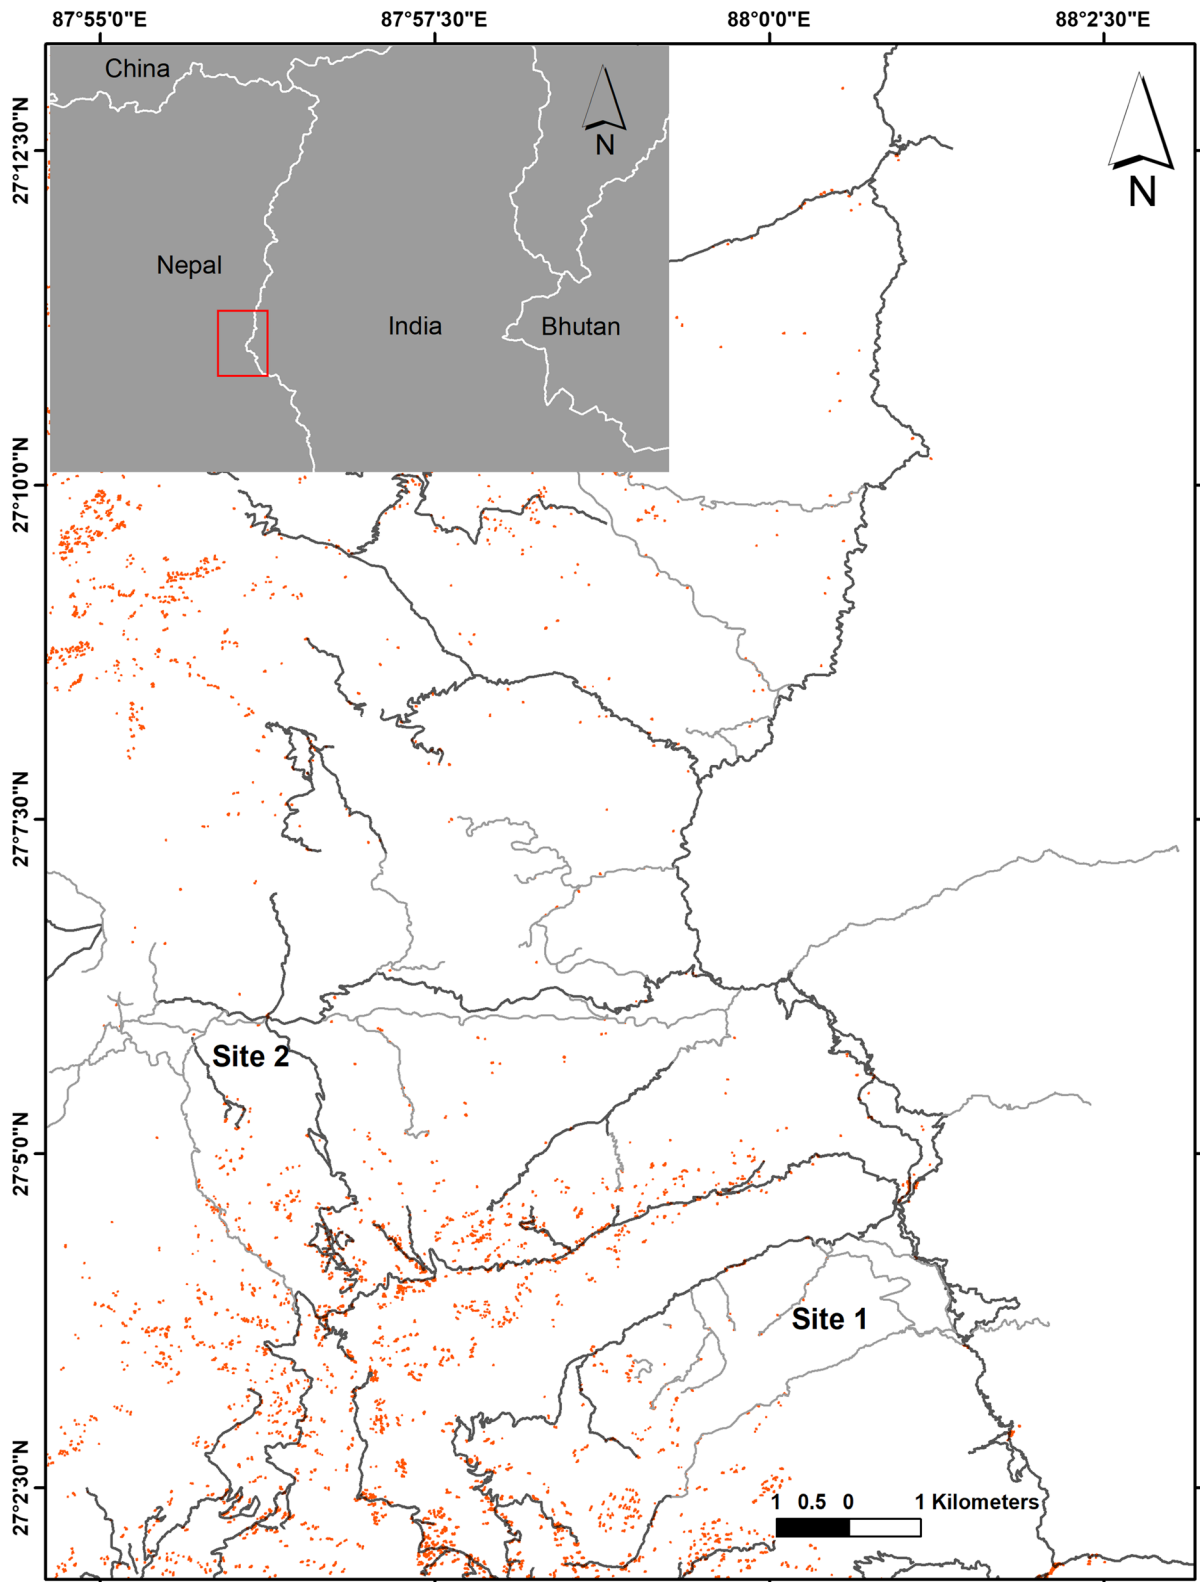 87°55'0"E
87°57'30"E
88°0'0"E
88°2'30"E
27°12'30"N
27°10'0"N
27°7'30"N
27°5'0"N
27°2'30"N
China
N
N
Nepal
India
Bhutan
Site 2
Site 1
1 0.5 0 1 Kilometers